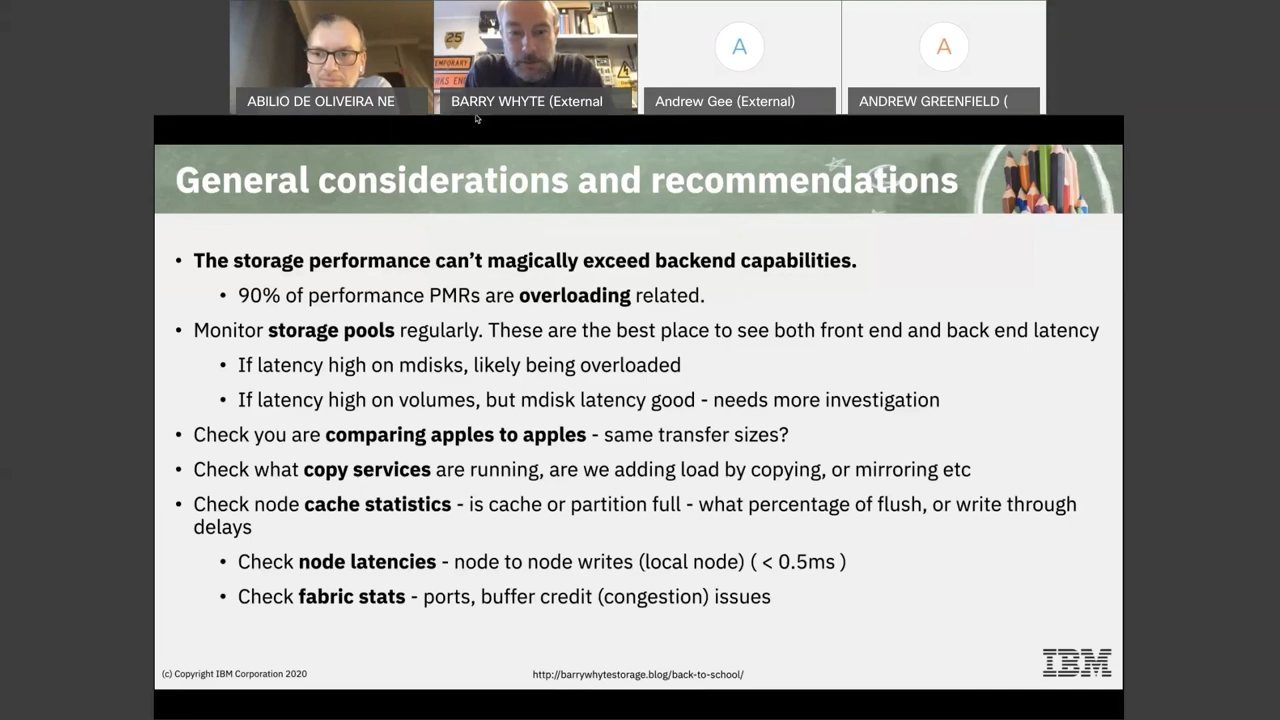 25
TEMPORARY
RKS EN
ABILIO DE OLIVEIRA NE
BARRY WHYTE (External
A
Andrew Gee (External)
A
ANDREW GREENFIELD (
General considerations and recommendations
• The storage performance can’t magically exceed backend capabilities.
• 90% of performance PMRs are overloading related.
• Monitor storage pools regularly. These are the best place to see both front end and back end latency
• If latency high on mdisks, likely being overloaded
• If latency high on volumes, but mdisk latency good - needs more investigation
• Check you are comparing apples to apples - same transfer sizes?
• Check what copy services are running, are we adding load by copying, or mirroring etc
• Check node cache statistics - is cache or partition full - what percentage of flush, or write through
delays
• Check node latencies - node to node writes (local node) ( < 0.5ms )
• Check fabric stats - ports, buffer credit (congestion) issues
(c) Copyright IBM Corporation 2020
http://barrywhytestorage.blog/back-to-school/
IBM